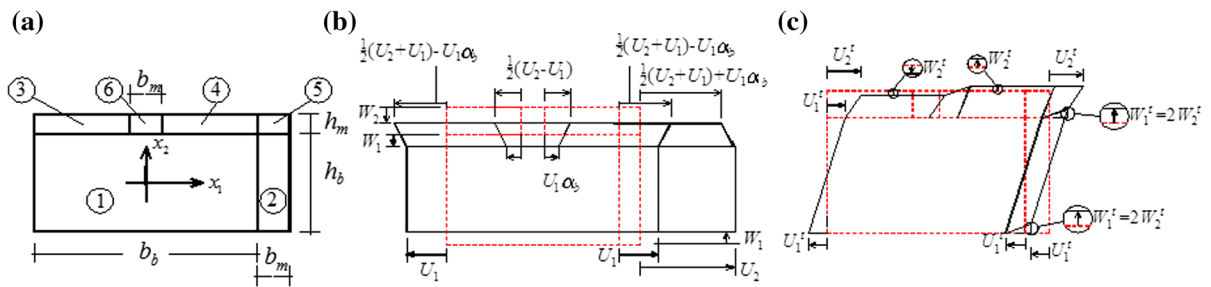 (a)
3
6
b_m
4
5
h_m
x_2
x_1
h_b
1
2
b_b
b_m
(b)
½(U_2+U_1)-U_1α_b
½(U_2-U_1)
½(U_2+U_1)-U_1α_b
½(U_2+U_1)+U_1α_b
W_2
W_1
U_1α_b
W_1
U_1
U_1
U_2
(c)
U_2^t
W_2^t
W_2^t
U_2^t
U_1^t
W_1^t=2W_2^t
W_1^t=2W_2^t
U_1^t
U_1^t
U_1^t